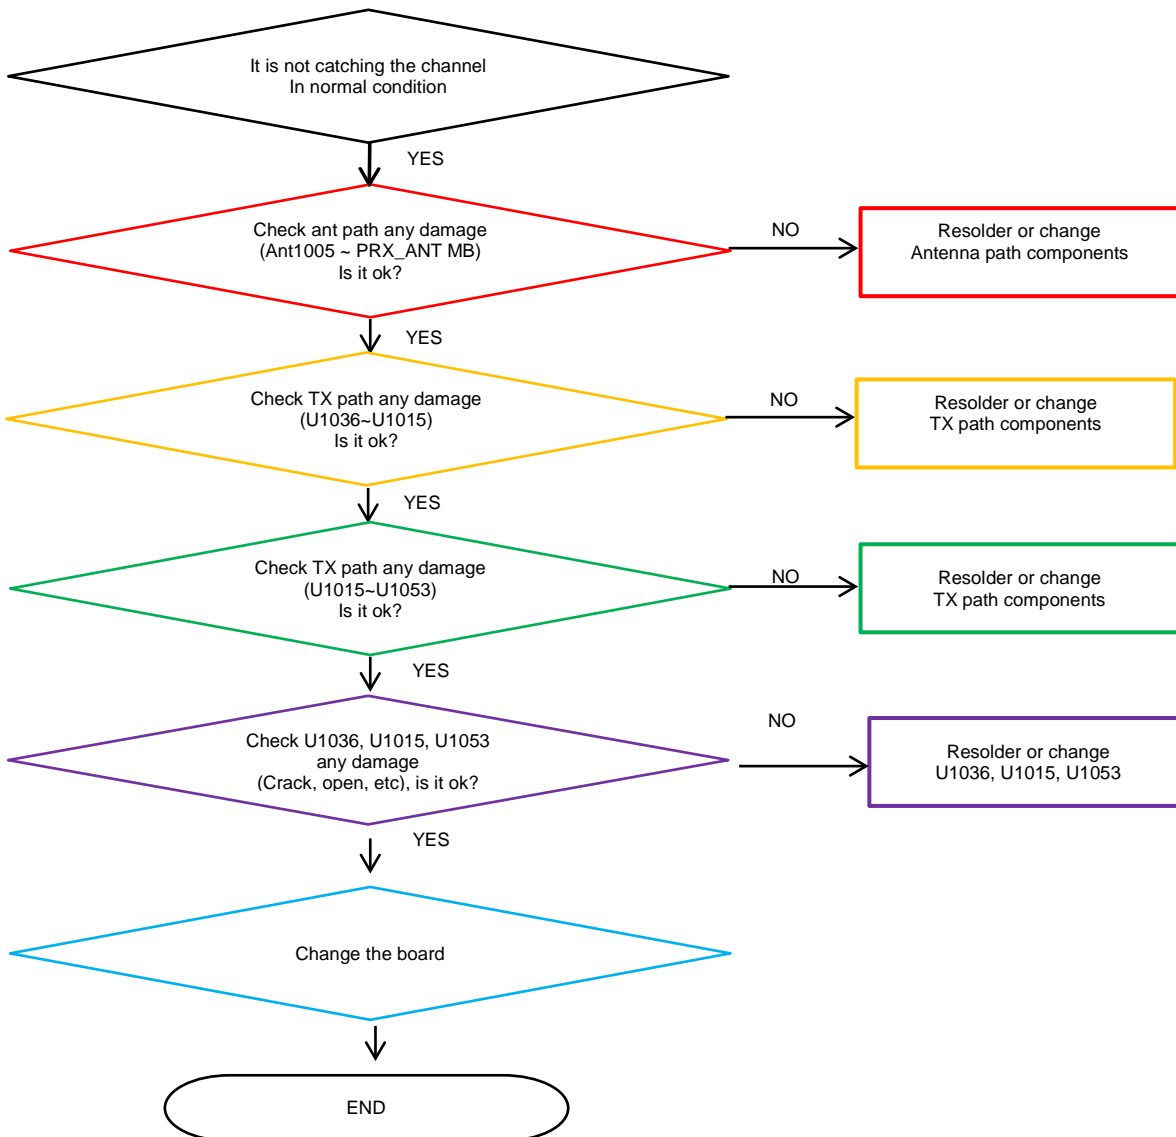 It is not catching the channel
In normal condition
YES
Check ant path any damage
(Ant1005 ~ PRX_ANT MB)
Is it ok?
NO
Resolder or change
Antenna path components
YES
Check TX path any damage
(U1036~U1015)
Is it ok?
NO
Resolder or change
TX path components
YES
Check TX path any damage
(U1015~U1053)
Is it ok?
NO
Resolder or change
TX path components
YES
Check U1036, U1015, U1053
any damage
(Crack, open, etc), is it ok?
NO
Resolder or change
U1036, U1015, U1053
YES
Change the board
END